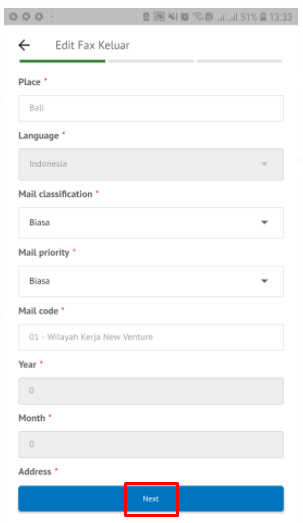 51% 13:33
Edit Fax Keluar
Place *
Bali
Language *
Indonesia
Mail classification *
Biasa
Mail priority *
Biasa
Mail code *
01 - Wilayah Kerja New Venture
Year *
0
Month *
0
Address *
Next